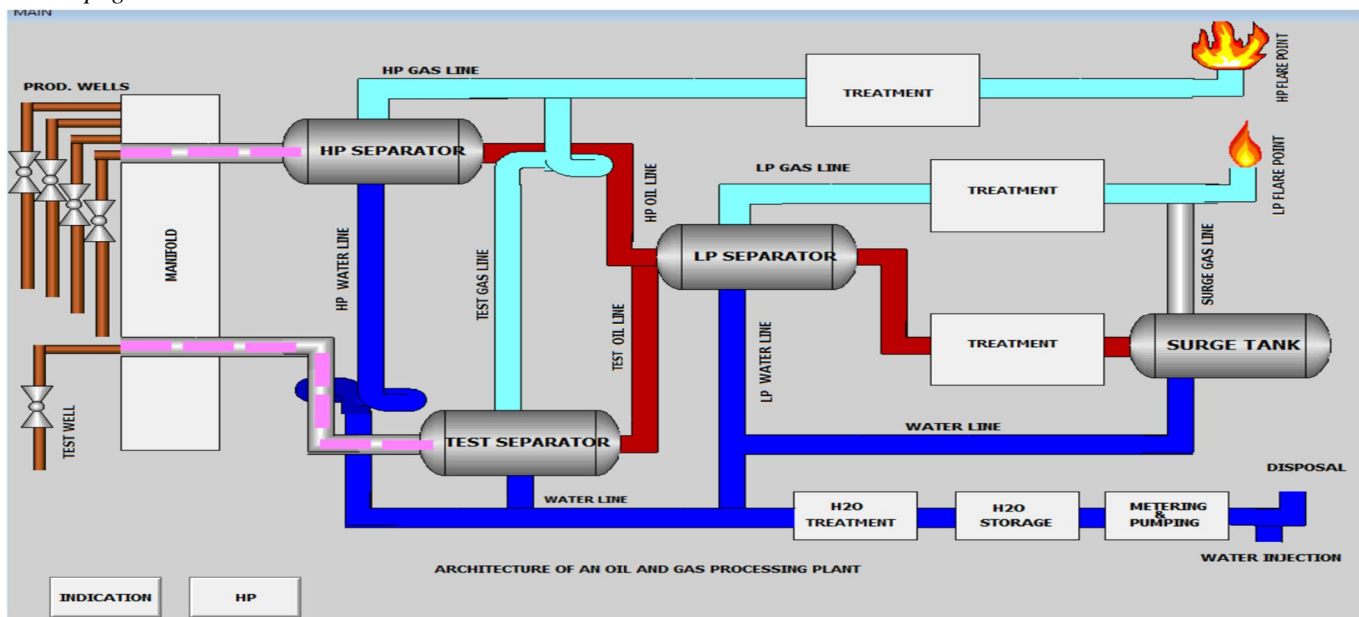 MAIN
HP GAS LINE
PROD. WELLS
TREATMENT
HP FLARE POINT
HP SEPARATOR
LP GAS LINE
TREATMENT
LP FLARE POINT
HP OIL LINE
MANIFOLD
HP WATER LINE
TEST GAS LINE
LP SEPARATOR
SURGE GAS LINE
TEST OIL LINE
LP WATER LINE
TREATMENT
SURGE TANK
TEST WELL
TEST SEPARATOR
WATER LINE
DISPOSAL
WATER LINE
H2O
TREATMENT
H2O
STORAGE
METERING
&
PUMPING
WATER INJECTION
ARCHITECTURE OF AN OIL AND GAS PROCESSING PLANT
INDICATION
HP